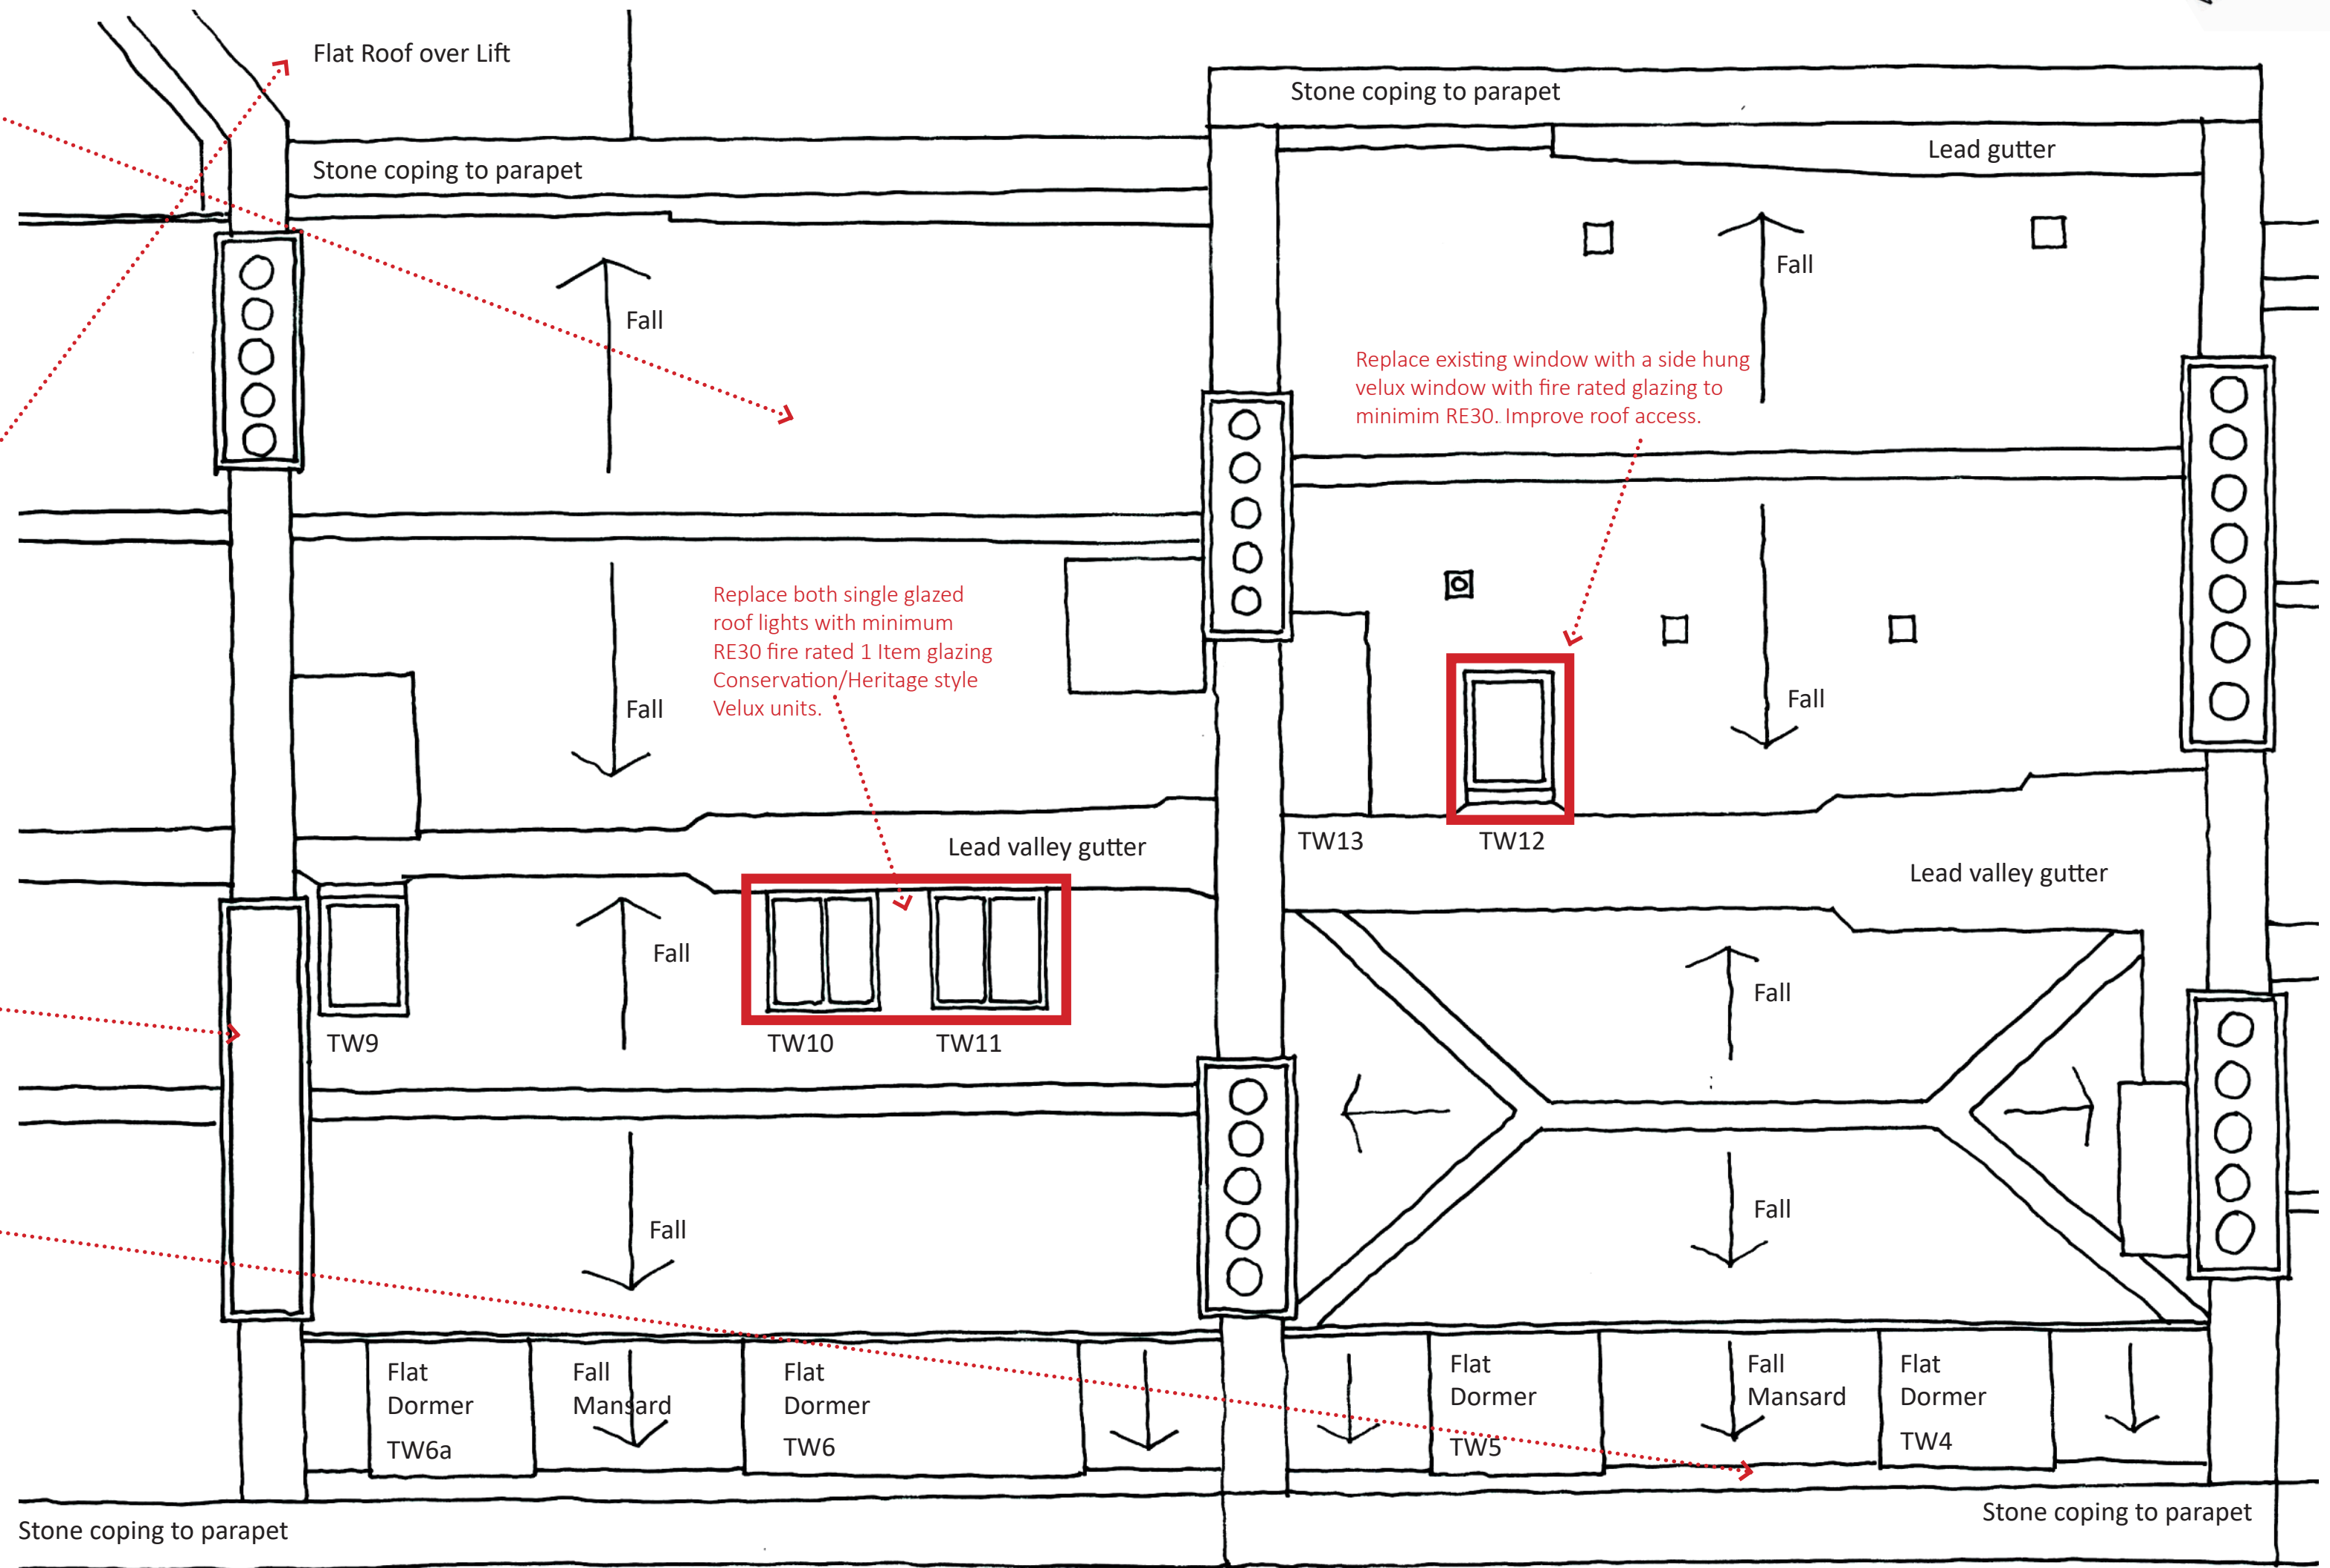 Flat Roof over Lift
Stone coping to parapet
Stone coping to parapet
Lead gutter
Fall
Fall
Replace existing window with a side hung
velux window with fire rated glazing to
minimim RE30. Improve roof access.
Replace both single glazed
roof lights with minimum
RE30 fire rated 1 Item glazing
Conservation/Heritage style
Velux units.
Fall
Fall
Lead valley gutter
TW13
TW12
Lead valley gutter
Fall
TW9
TW10
TW11
Fall
Fall
Fall
Flat
Dormer
TW6a
Fall
Mansard
Flat
Dormer
TW6
Flat
Dormer
TW5
Fall
Mansard
Flat
Dormer
TW4
Stone coping to parapet
Stone coping to parapet